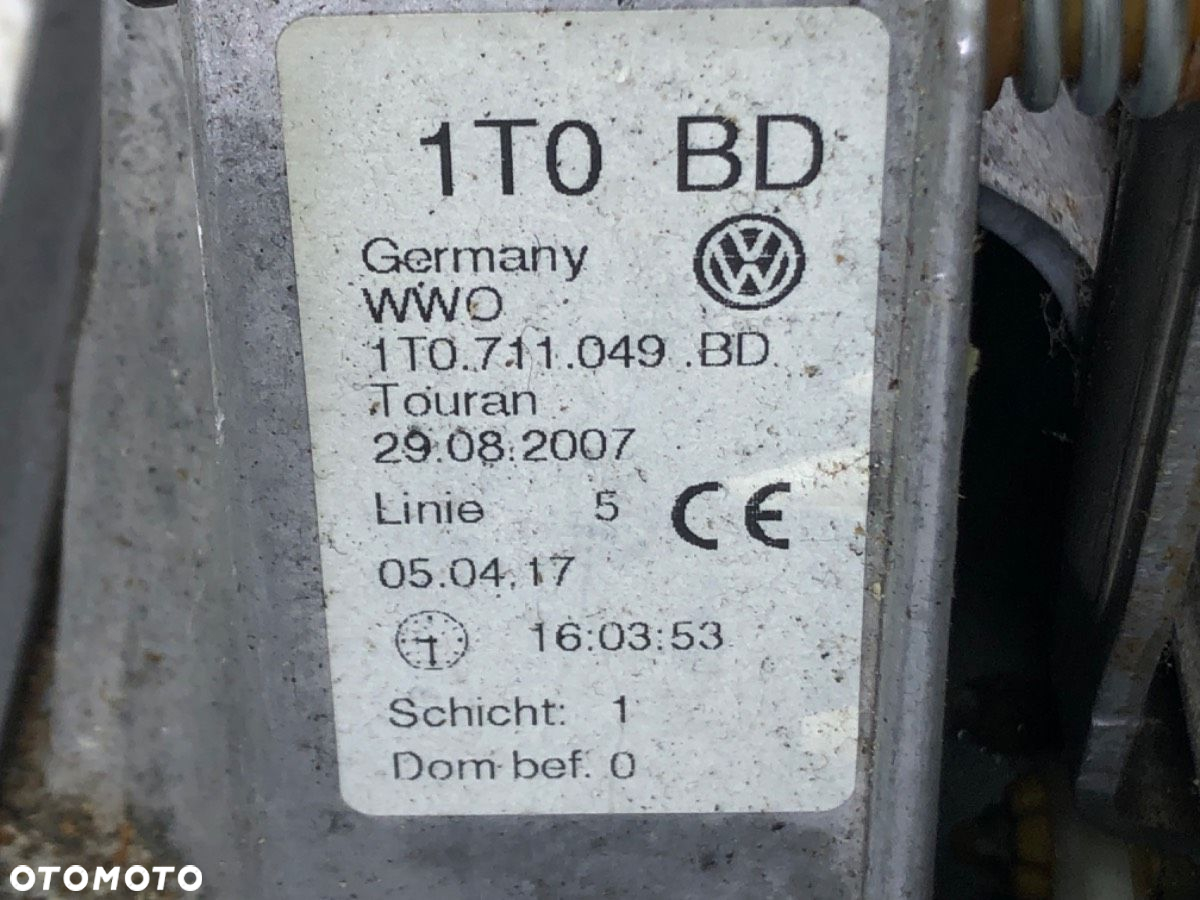 1T0 BD
Germany
WWO
1T0.711.049 .BD
Touran
29.08.2007
Linie 5 CE
05.04.17
16:03:53
Schicht: 1
Dom bef. 0
OTOMOTO